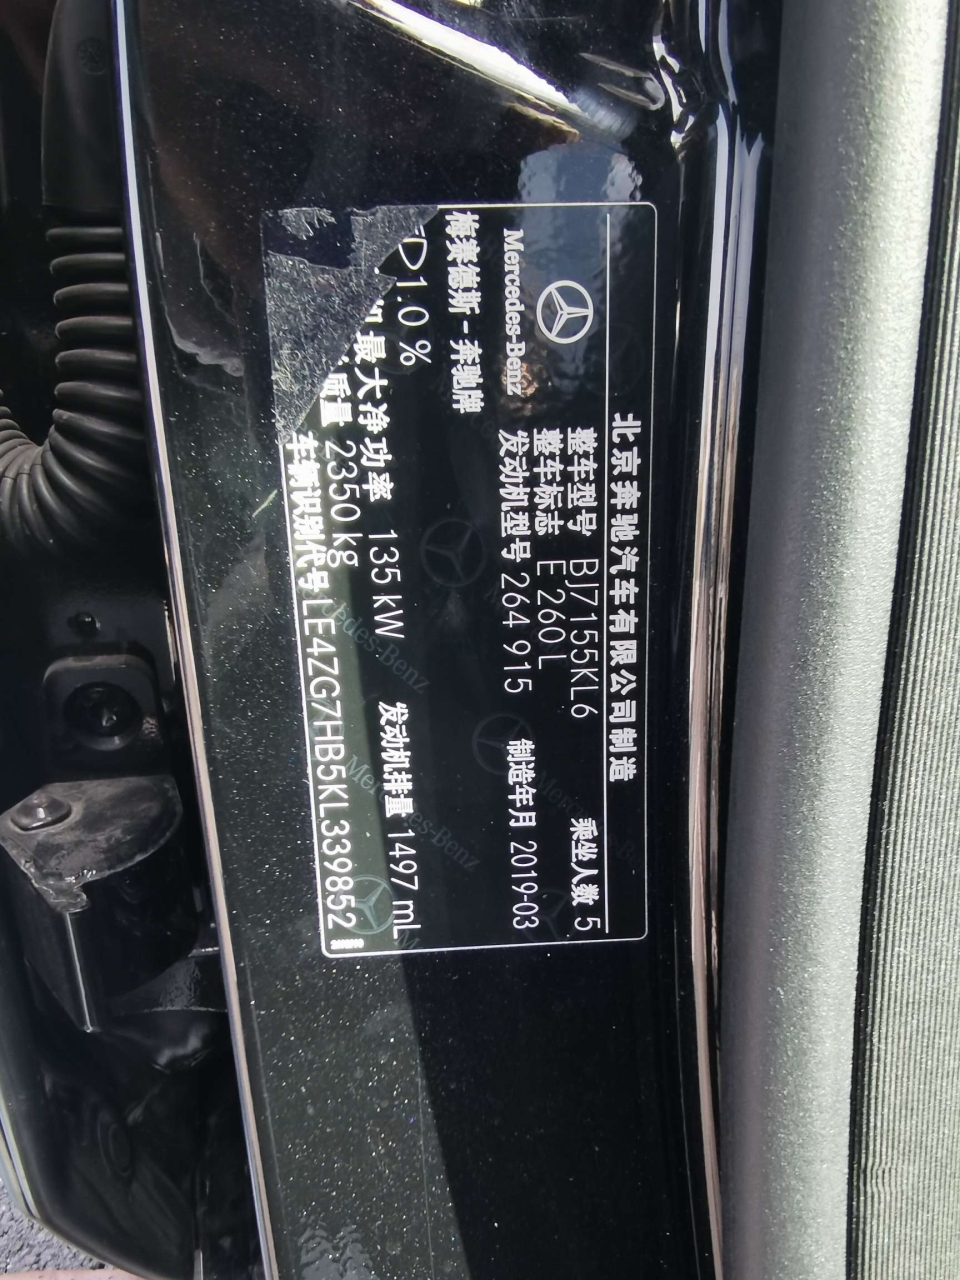 北京奔驰汽车有限公司制造
整车型号 BJ7155KL6 乘坐人数 5
整车标志 E 260 L
发动机型号 264 915 制造年月 2019-03
Mercedes-Benz
梅赛德斯-奔驰牌
1.0 %
最大净功率 135 kW 发动机排量 1497 mL
质量 2350 kg
车辆识别代号 LE4ZG7HB5KL339852